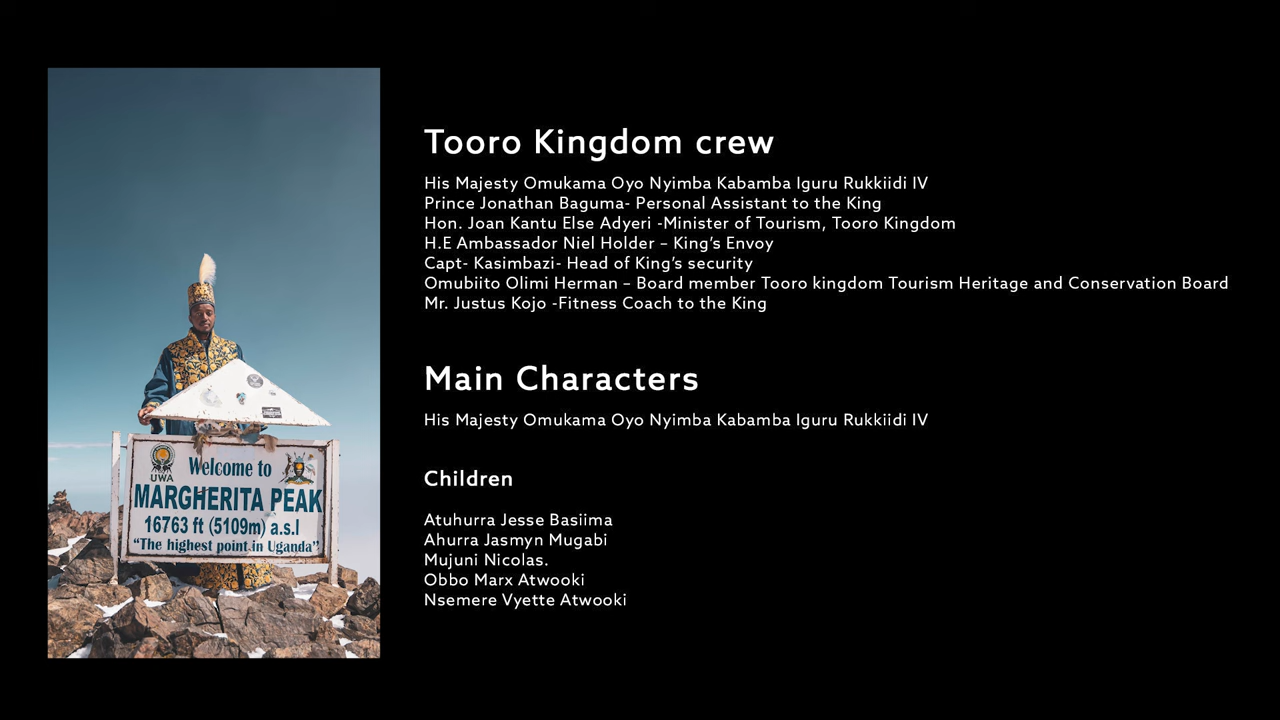 Tooro Kingdom crew
His Majesty Omukama Oyo Nyimba Kabamba Iguru Rukkiidi IV
Prince Jonathan Baguma- Personal Assistant to the King
Hon. Joan Kantu Else Adyeri -Minister of Tourism, Tooro Kingdom
H.E Ambassador Niel Holder – King’s Envoy
Capt- Kasimbazi- Head of King’s security
Omubiito Olimi Herman – Board member Tooro kingdom Tourism Heritage and Conservation Board
Mr. Justus Kojo -Fitness Coach to the King
Main Characters
His Majesty Omukama Oyo Nyimba Kabamba Iguru Rukkiidi IV
Children
Atuhurra Jesse Basiima
Ahurra Jasmyn Mugabi
Mujuni Nicolas.
Obbo Marx Atwooki
Nsemere Vyette Atwooki
UWA
Welcome to
MARGHERITA PEAK
16763 ft (5109m) a.s.l
“The highest point in Uganda”